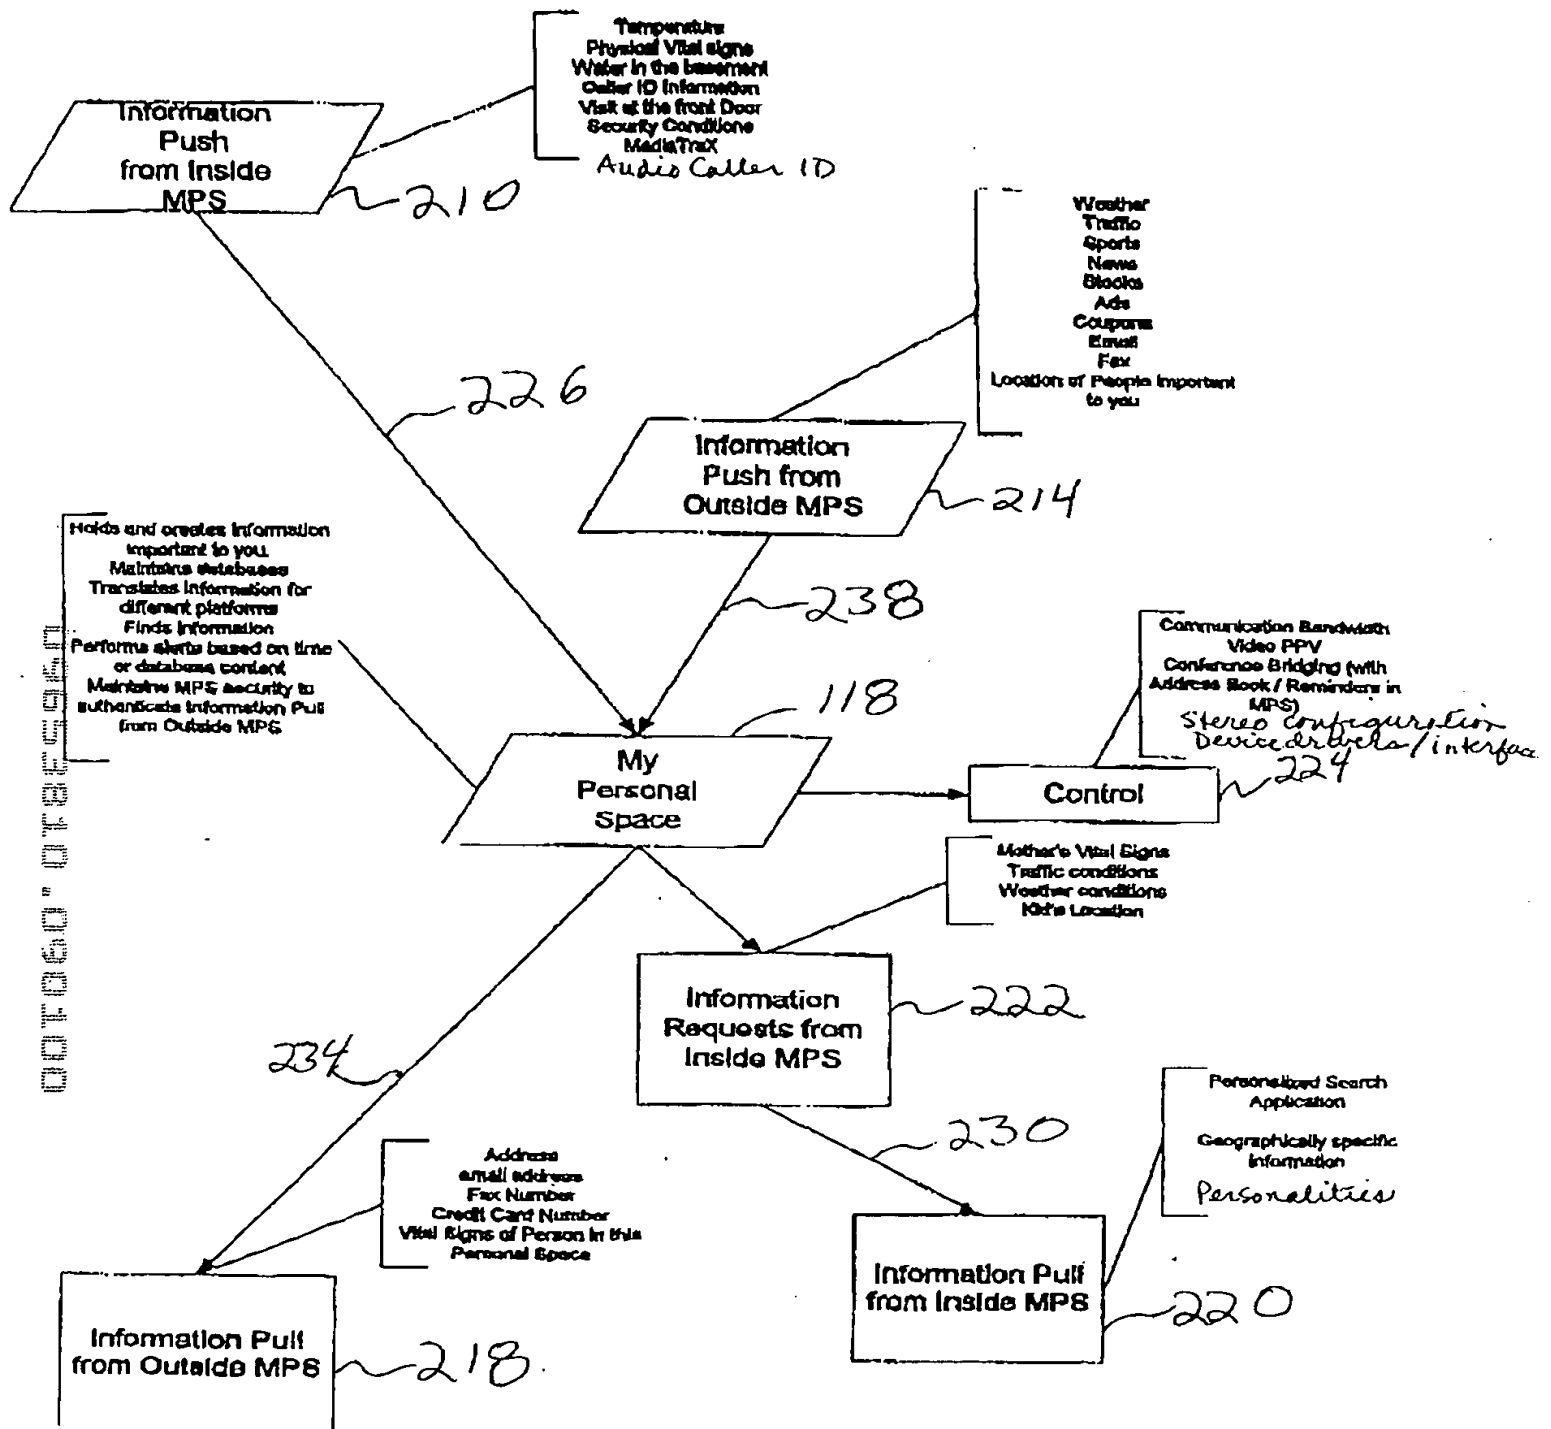 Temperature
Physical Vital signs
Water in the basement
Caller ID Information
Visit at the front Door
Security Conditions
MediaTraX
Audio Caller ID
Information
Push
from Inside
MPS
210
Weather
Traffic
Sports
News
Stocks
Ads
Coupons
Email
Fax
Location of People Important
to you
226
Information
Push from
Outside MPS
214
238
Holds and creates information
important to you
Maintains databases
Translates information for
different platforms
Finds Information
Performs alerts based on time
or database content
Maintains MPS security to
authenticate Information Pull
from Outside MPS
118
My
Personal
Space
Communication Bandwidth
Video PPV
Conference Bridging (with
Address Book / Reminders in
MPS)
Stereo configuration
Device drivers / interface
224
Control
Mother's Vital Signs
Traffic conditions
Weather conditions
Kid's Location
Information
Requests from
Inside MPS
222
234
230
Personalized Search
Application
Geographically specific
information
Personalities
Address
email address
Fax Number
Credit Card Number
Vital Signs of Person in this
Personal Space
Information Pull
from Inside MPS
220
Information Pull
from Outside MPS
218